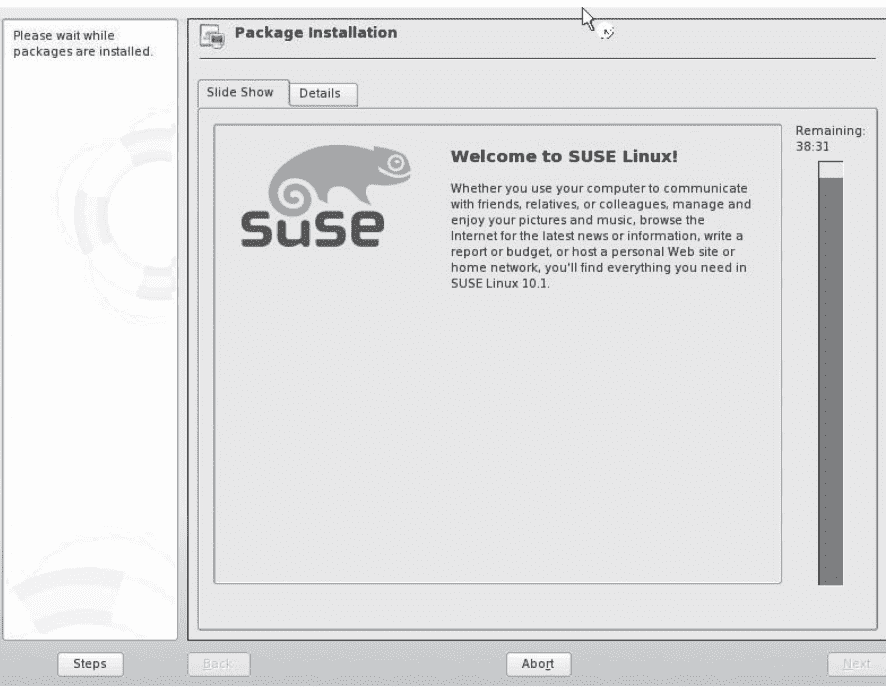 Please wait while
packages are installed.
Package Installation
Slide Show
Details
Remaining:
38:31
SUSE
Welcome to SUSE Linux!
Whether you use your computer to communicate
with friends, relatives, or colleagues, manage and
enjoy your pictures and music, browse the
Internet for the latest news or information, write a
report or budget, or host a personal Web site or
home network, you'll find everything you need in
SUSE Linux 10.1.
Steps
Back
Abort
Next